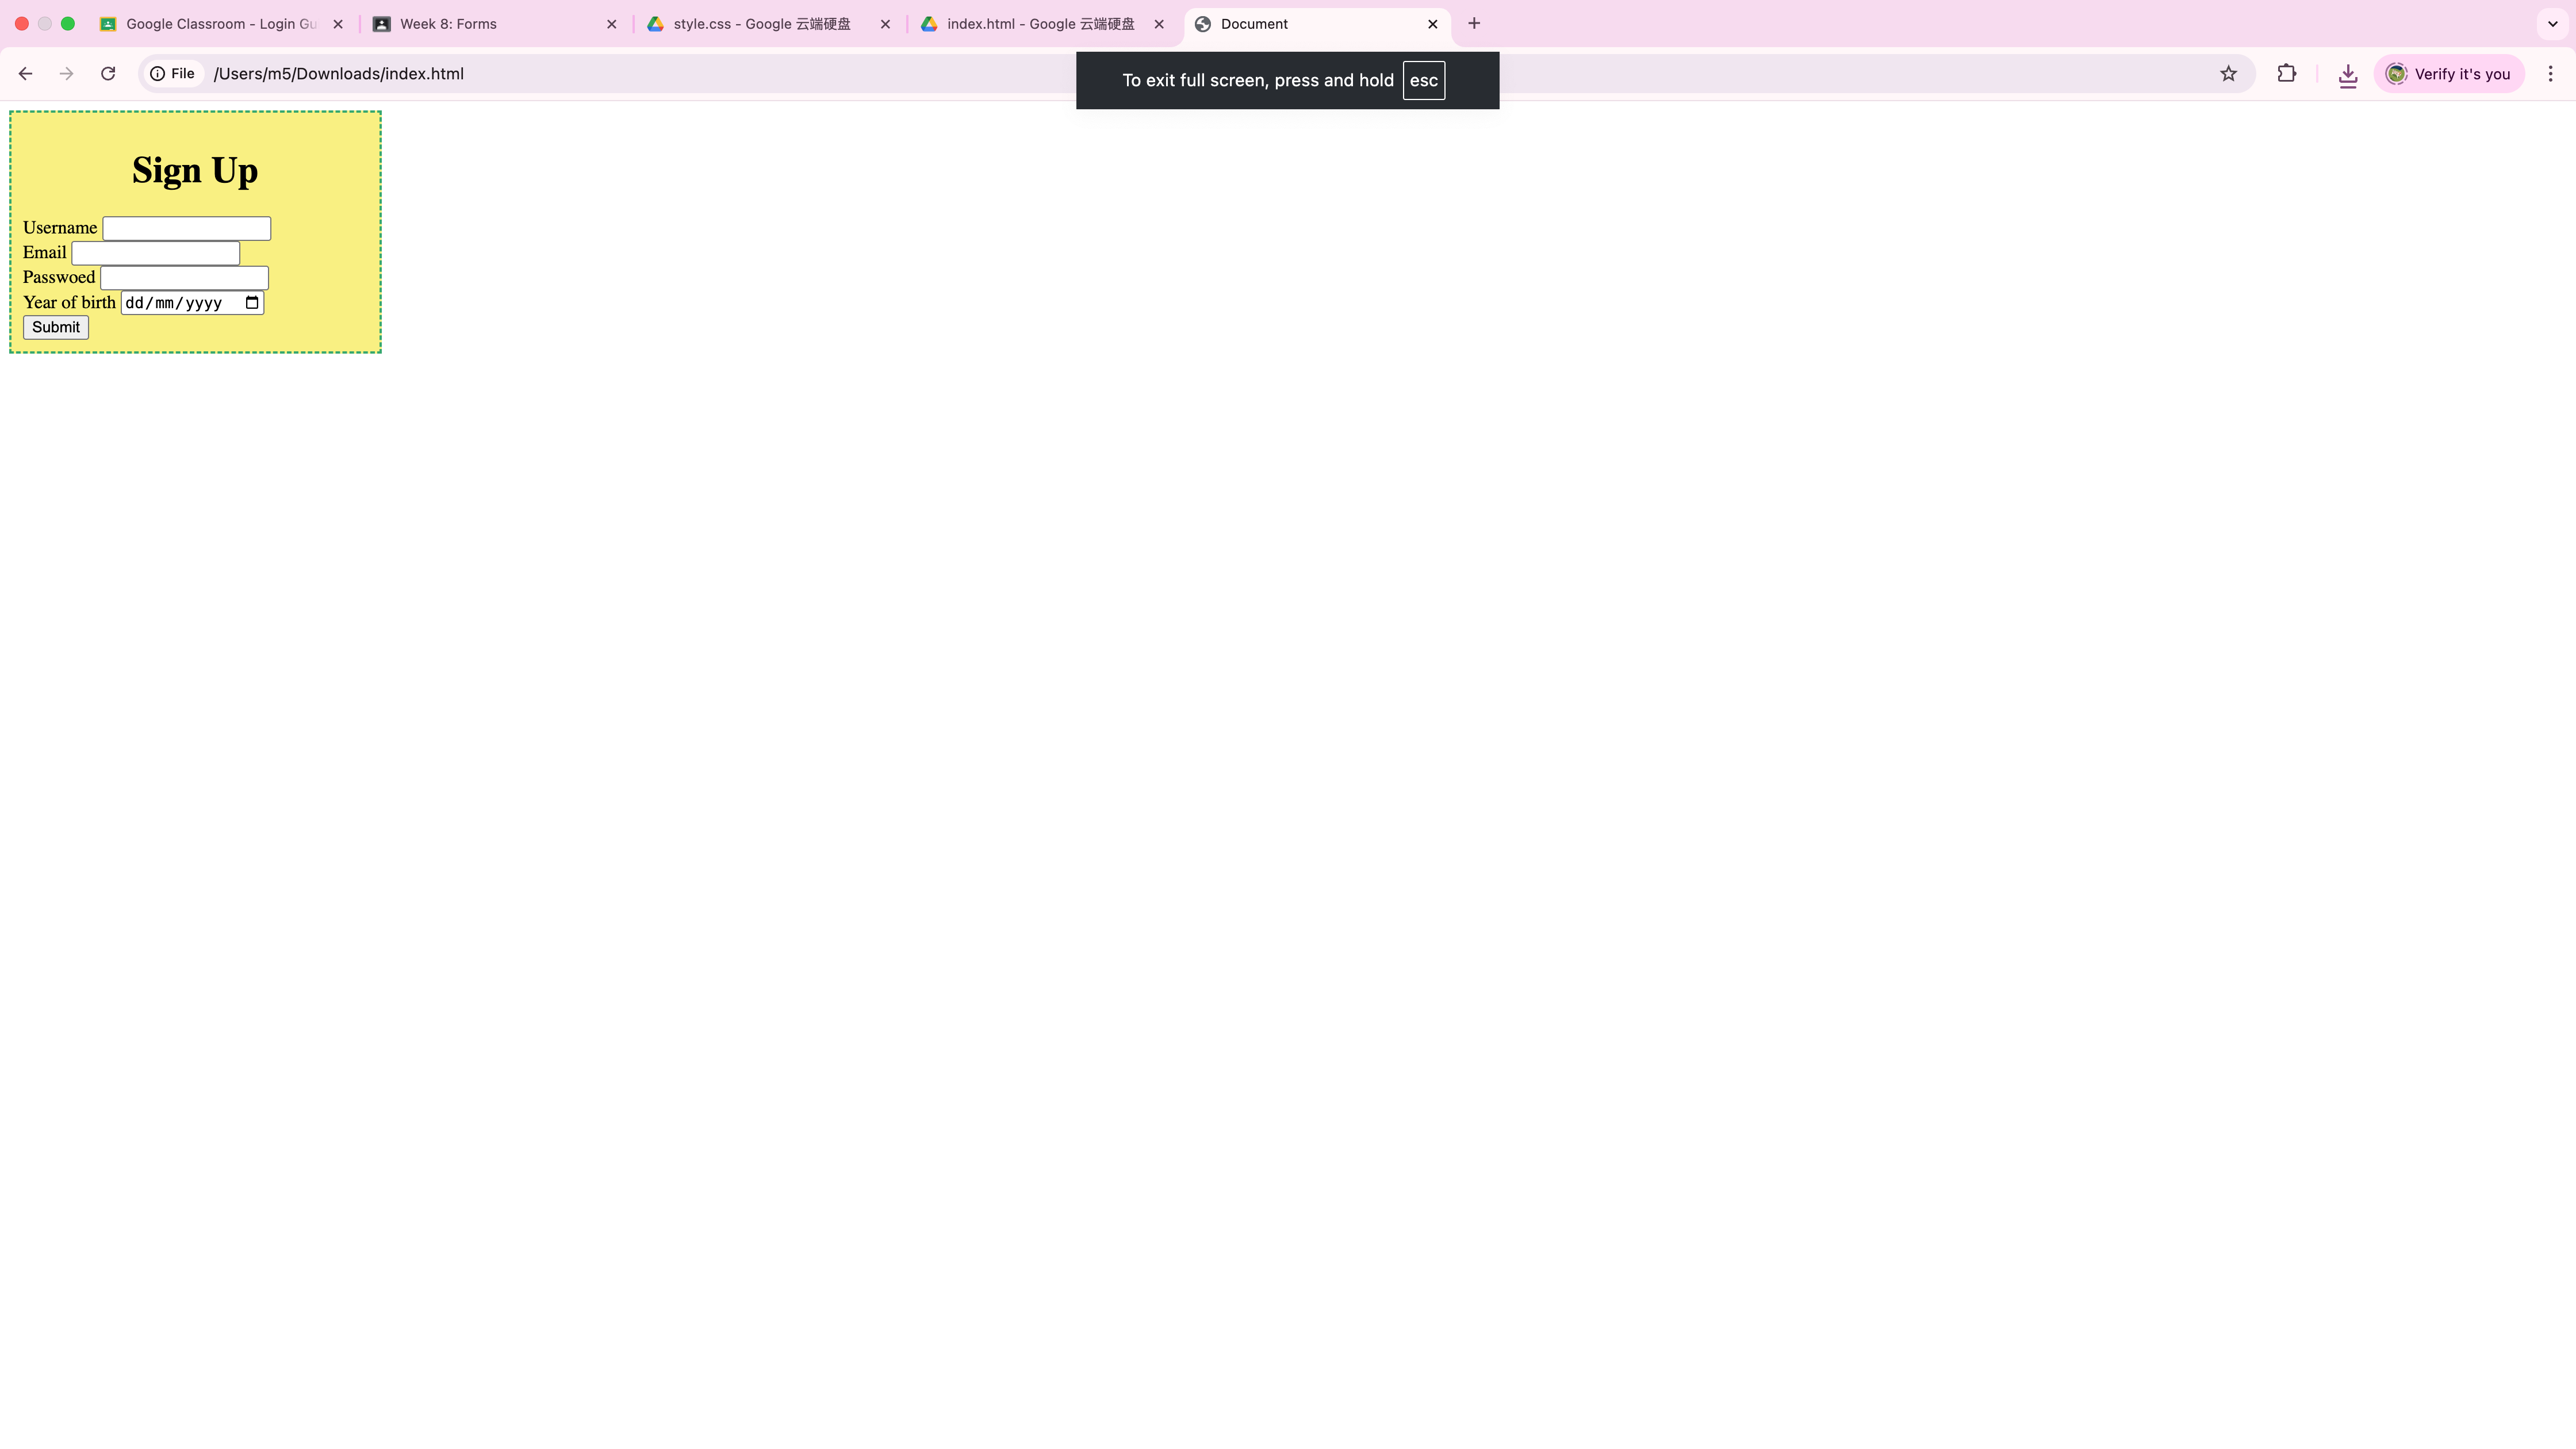 Google Classroom - Login Gu
Week 8: Forms
style.css - Google 云端硬盘
index.html - Google 云端硬盘
Document
File
/Users/m5/Downloads/index.html
To exit full screen, press and hold esc
Verify it's you
Sign Up
Username
Email
Passwoed
Year of birth dd/mm/yyyy
Submit